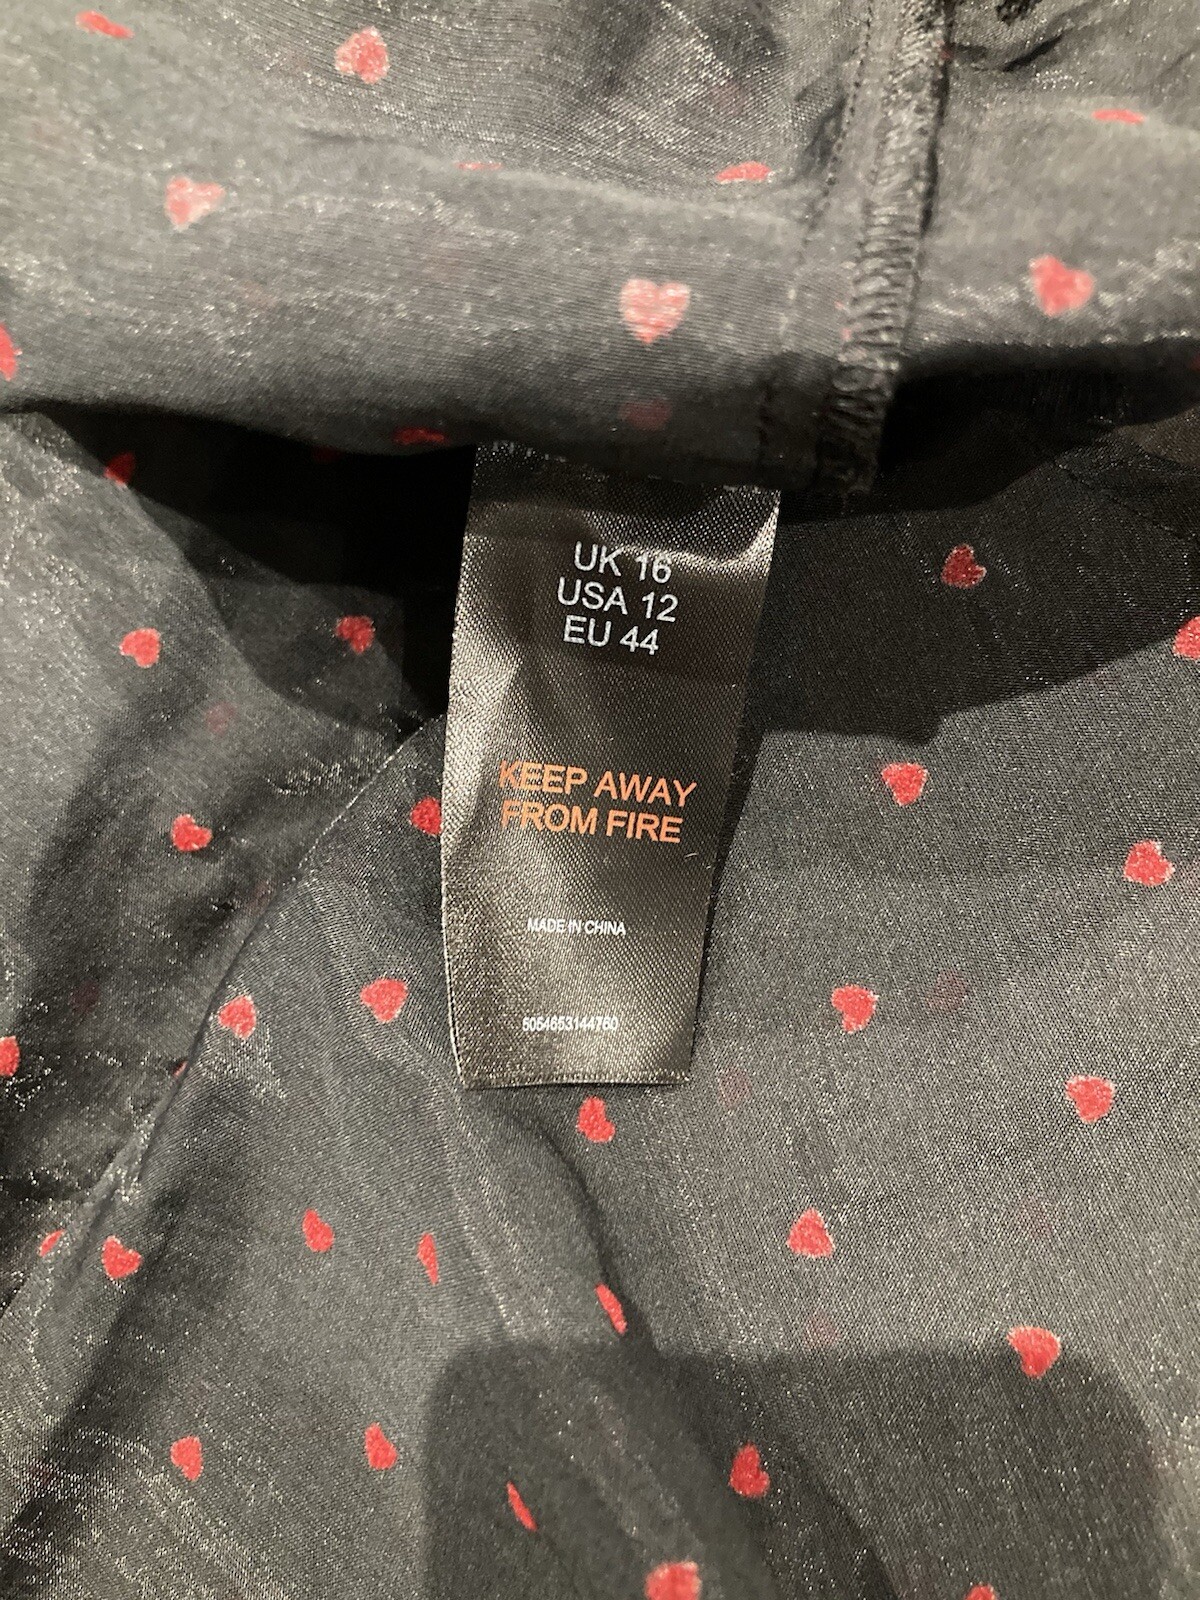 UK 16
USA 12
EU 44
KEEP AWAY
FROM FIRE
MADE IN CHINA
5054653144760